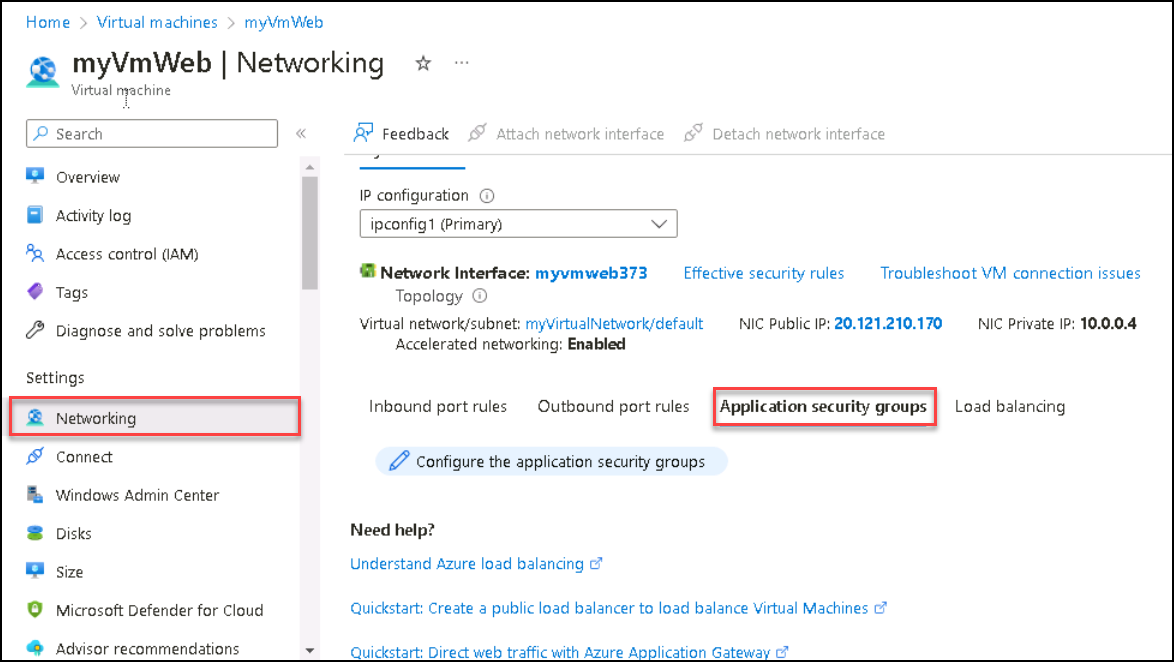 Home > Virtual machines > myVmWeb
myVmWeb | Networking
Virtual machine
Search
Feedback
Attach network interface
Detach network interface
Overview
Activity log
Access control (IAM)
Tags
Diagnose and solve problems
Settings
Networking
Connect
Windows Admin Center
Disks
Size
Microsoft Defender for Cloud
Advisor recommendations
IP configuration
ipconfig1 (Primary)
Network Interface: myvmweb373 Effective security rules Troubleshoot VM connection issues
Topology
Virtual network/subnet: myVirtualNetwork/default NIC Public IP: 20.121.210.170 NIC Private IP: 10.0.0.4
Accelerated networking: Enabled
Inbound port rules Outbound port rules Application security groups Load balancing
Configure the application security groups
Need help?
Understand Azure load balancing
Quickstart: Create a public load balancer to load balance Virtual Machines
Quickstart: Direct web traffic with Azure Application Gateway